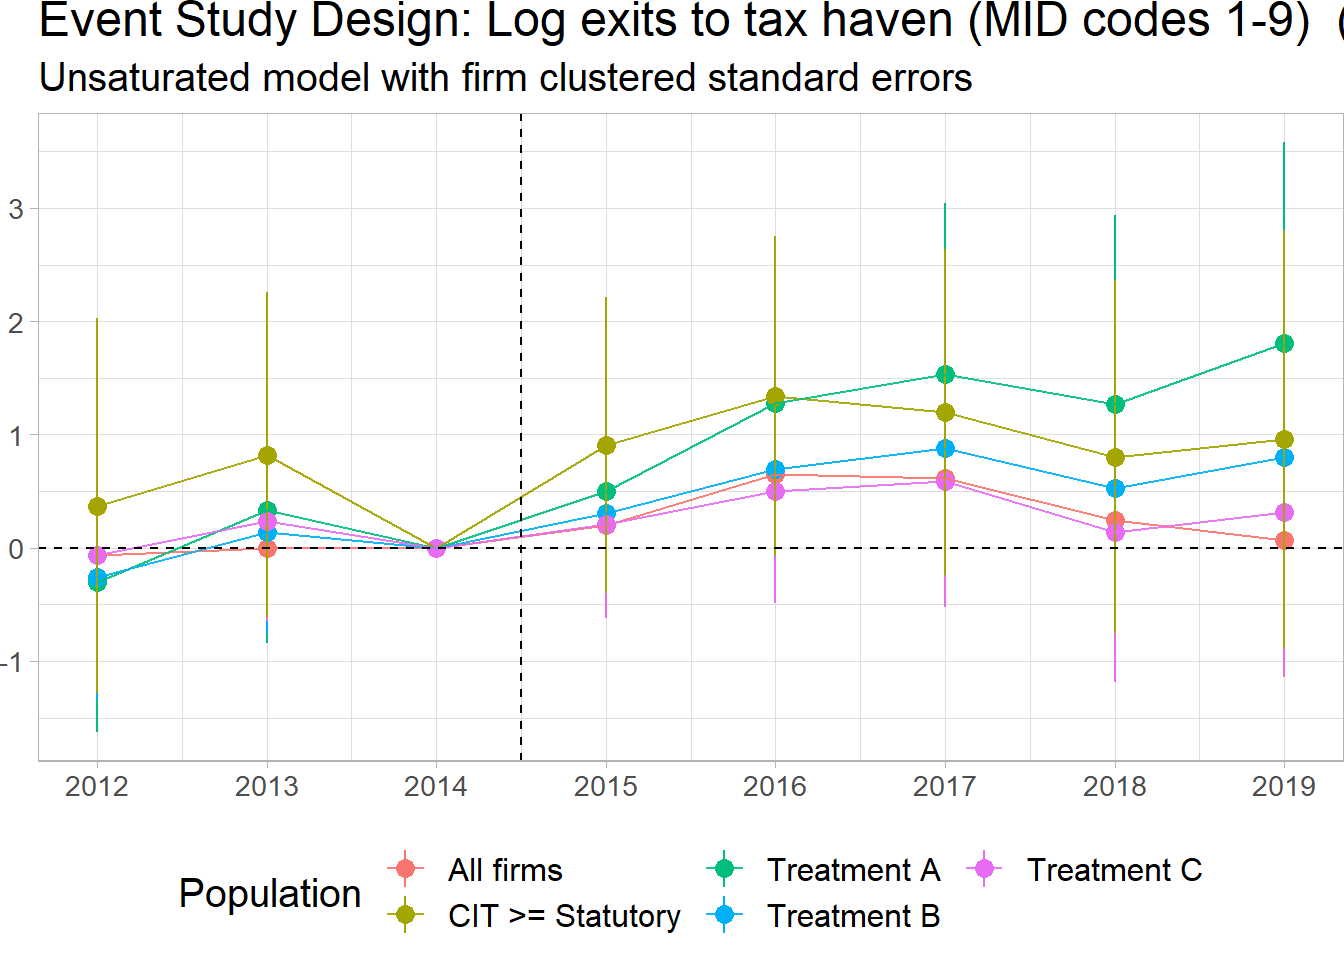 Event Study Design: Log exits to tax haven (MID codes 1-9) (
Unsaturated model with firm clustered standard errors
3
2
1
0
-1
2012 2013 2014 2015 2016 2017 2018 2019
Population
All firms Treatment A Treatment C
CIT >= Statutory Treatment B